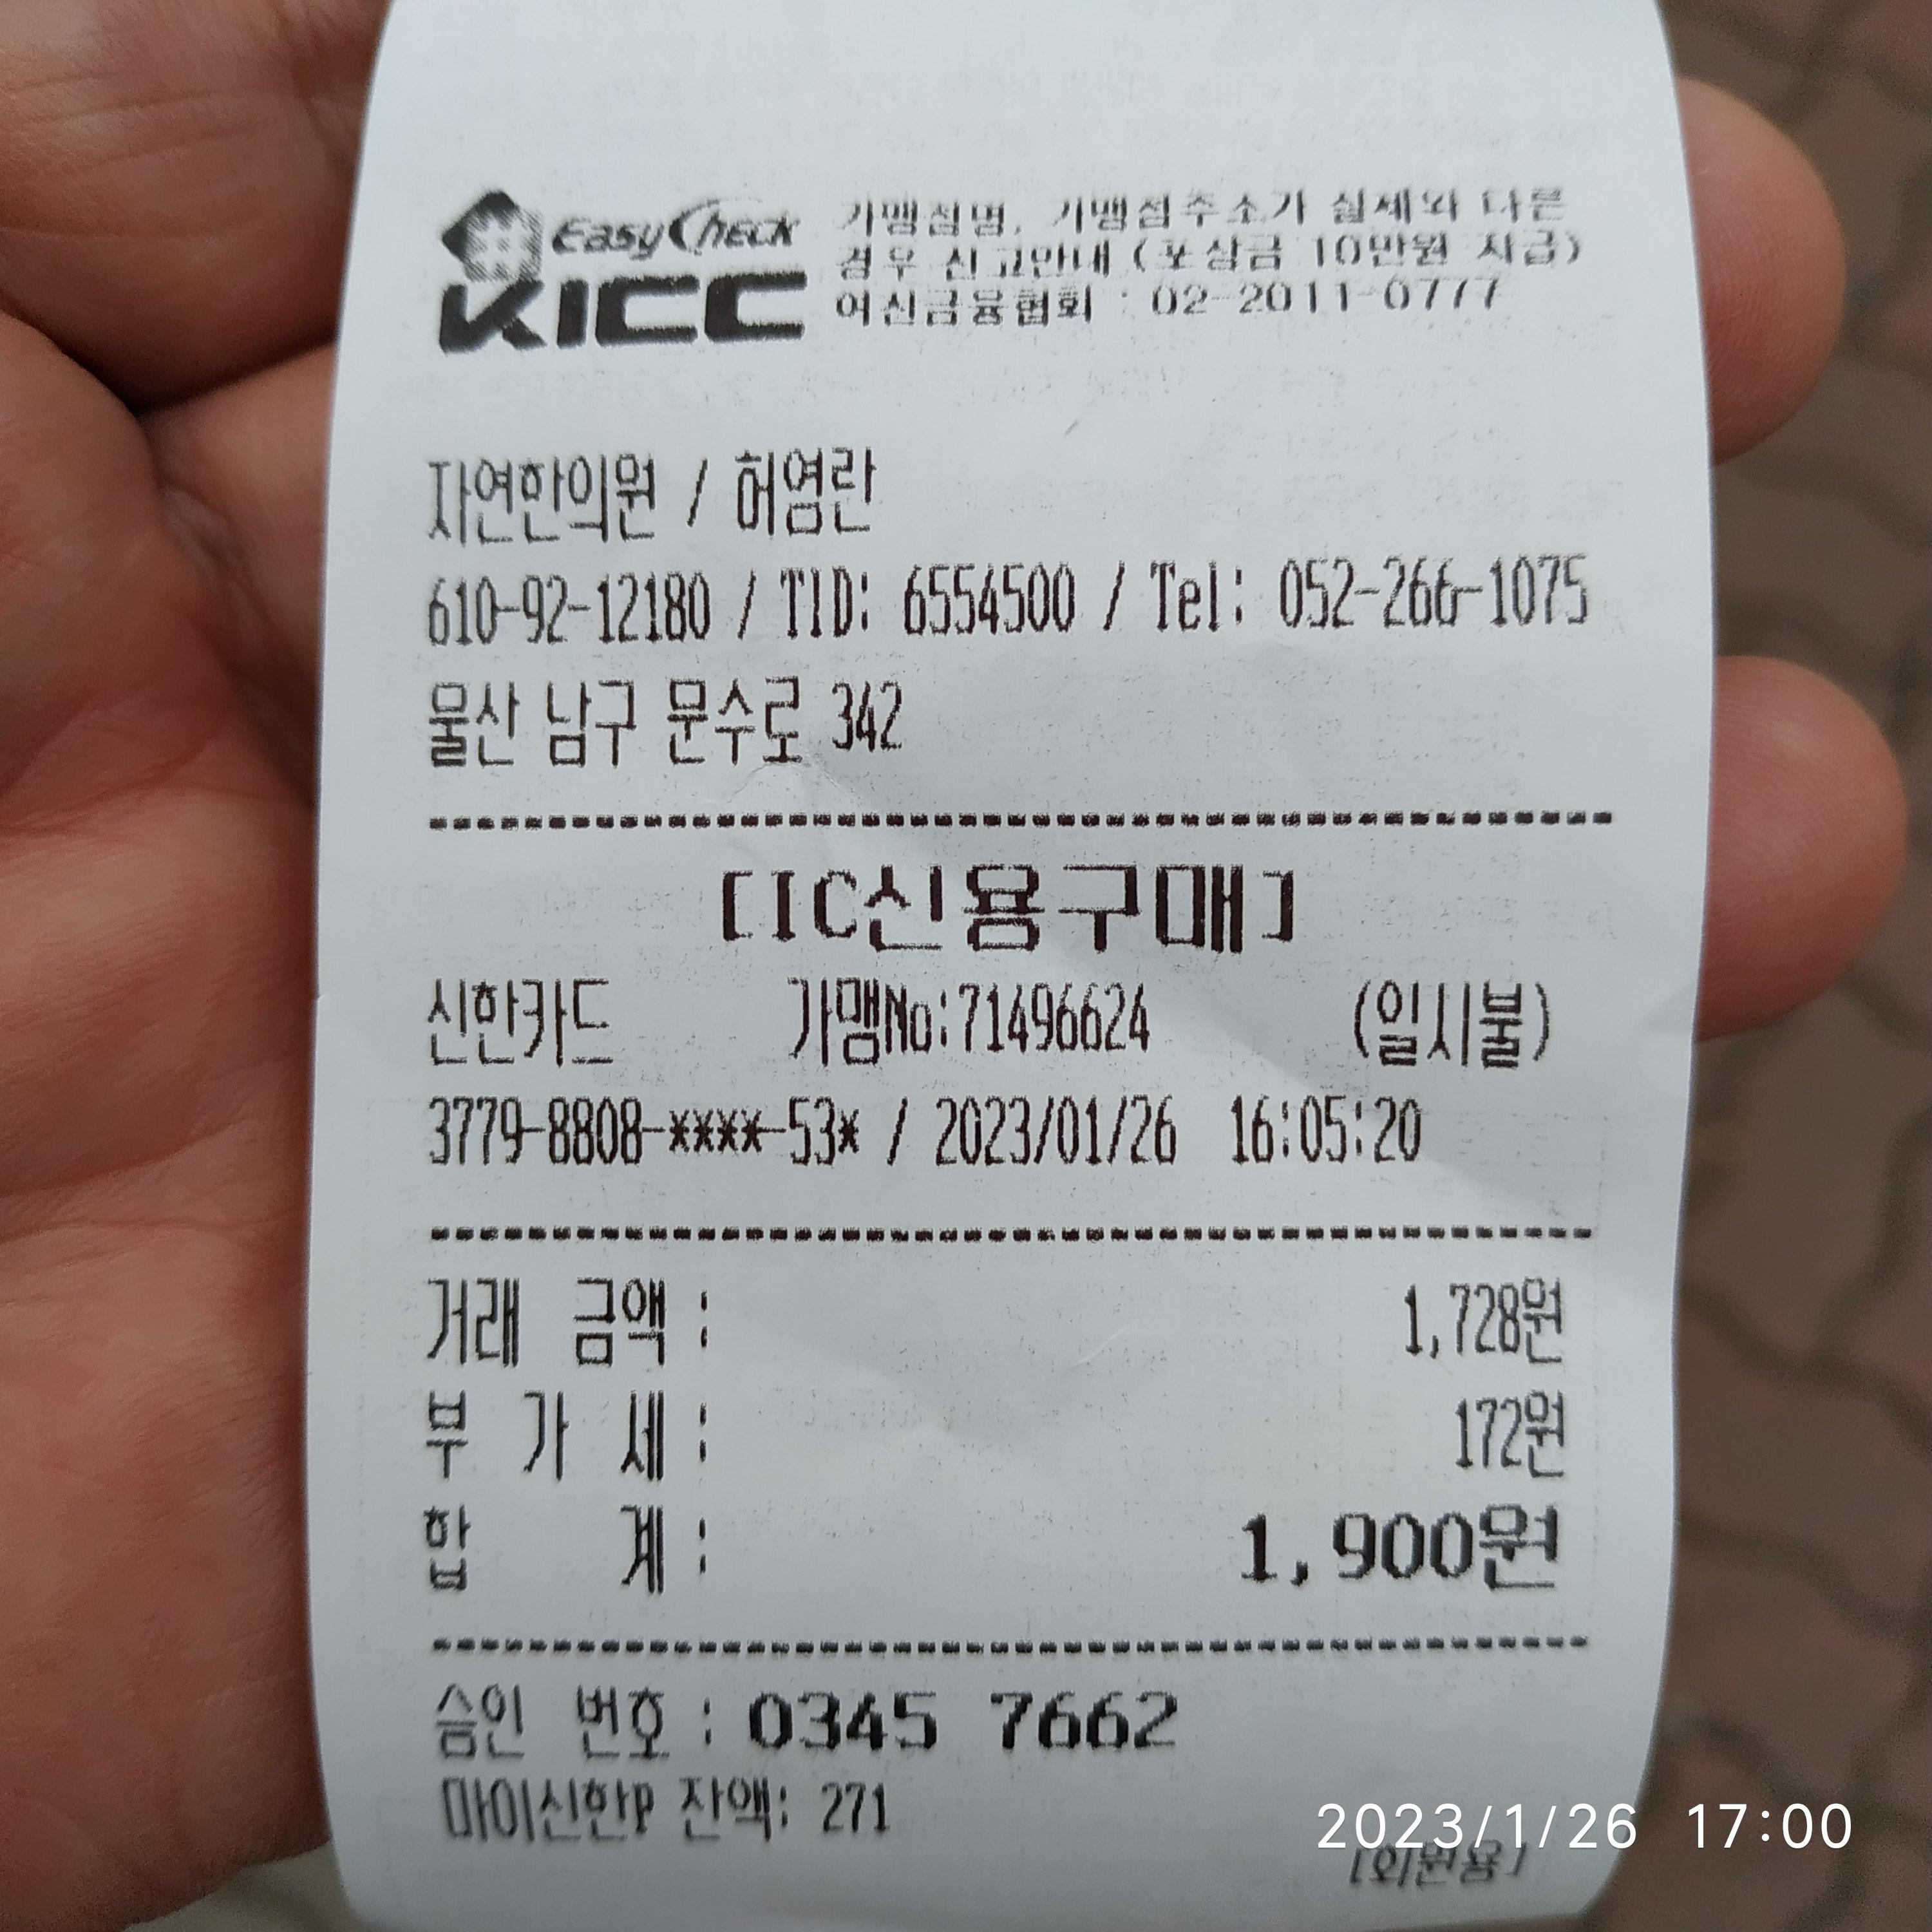 EasyCheck
KICC
가맹점명, 가맹점주소가 실제와 다른
경우 신고안내 (포상금 10만원 지급)
여신금융협회 : 02-2011-0777
자연한의원 / 허염란
610-92-12180 / TID: 6554500 / Tel: 052-266-1075
울산 남구 문수로 342
[IC신용구매]
신한카드 가맹No:71496624 (일시불)
3779-8808-****-53* / 2023/01/26 16:05:20
거래 금액 : 1,728원
부 가 세 : 172원
합 계 : 1,900원
승인 번호 : 0345 7662
마이신한P 잔액: 271
[회원용]
2023/1/26 17:00